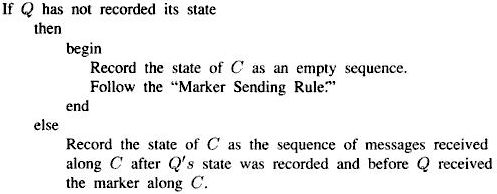 If Q has not recorded its state
then
begin
Record the state of C as an empty sequence.
Follow the “Marker Sending Rule.”
end
else
Record the state of C as the sequence of messages received
along C after Q's state was recorded and before Q received
the marker along C.